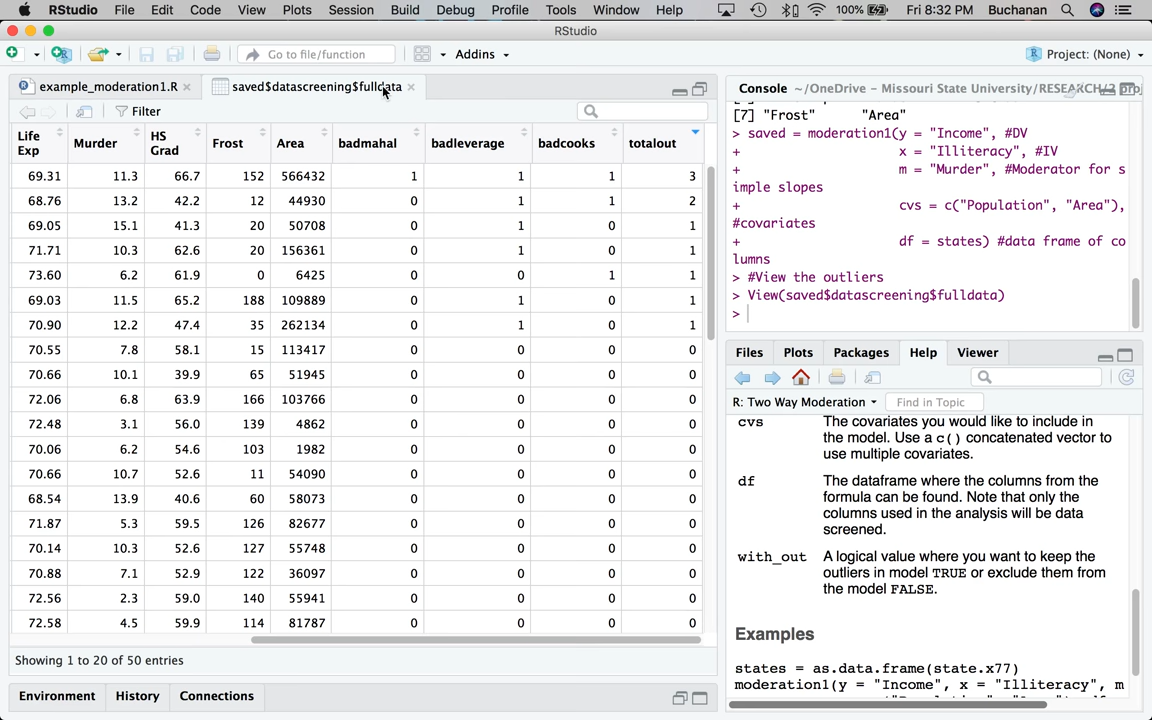 RStudio File Edit Code View Plots Session Build Debug Profile Tools Window Help 100% Fri 8:32 PM Buchanan
RStudio
Go to file/function Addins Project: (None)
example_moderation1.R saved$datascreening$fulldata
Filter
Life Exp Murder HS Grad Frost Area badmahal badleverage badcooks totalout
69.31 11.3 66.7 152 566432 1 1 1 3
68.76 13.2 42.2 12 44930 0 1 1 2
69.05 15.1 41.3 20 50708 0 1 0 1
71.71 10.3 62.6 20 156361 0 1 0 1
73.60 6.2 61.9 0 6425 0 0 1 1
69.03 11.5 65.2 188 109889 0 1 0 1
70.90 12.2 47.4 35 262134 0 1 0 1
70.55 7.8 58.1 15 113417 0 0 0 0
70.66 10.1 39.9 65 51945 0 0 0 0
72.06 6.8 63.9 166 103766 0 0 0 0
72.48 3.1 56.0 139 4862 0 0 0 0
70.06 6.2 54.6 103 1982 0 0 0 0
70.66 10.7 52.6 11 54090 0 0 0 0
68.54 13.9 40.6 60 58073 0 0 0 0
71.87 5.3 59.5 126 82677 0 0 0 0
70.14 10.3 52.6 127 55748 0 0 0 0
70.88 7.1 52.9 122 36097 0 0 0 0
72.56 2.3 59.0 140 55941 0 0 0 0
72.58 4.5 59.9 114 81787 0 0 0 0
Showing 1 to 20 of 50 entries
Environment History Connections
Console ~/OneDrive – Missouri State University/RESEARCH/2 proj
[7] "Frost" "Area"
> saved = moderation1(y = "Income", #DV
+ x = "Illiteracy", #IV
+ m = "Murder", #Moderator for s
imple slopes
+ cvs = c("Population", "Area"),
#covariates
+ df = states) #data frame of co
lumns
> #View the outliers
> View(saved$datascreening$fulldata)
>
Files Plots Packages Help Viewer
R: Two Way Moderation Find in Topic
cvs The covariates you would like to include in
the model. Use a c() concatenated vector to
use multiple covariates.
df The dataframe where the columns from the
formula can be found. Note that only the
columns used in the analysis will be data
screened.
with_out A logical value where you want to keep the
outliers in model TRUE or exclude them from
the model FALSE.
Examples
states = as.data.frame(state.x77)
moderation1(y = "Income", x = "Illiteracy", m